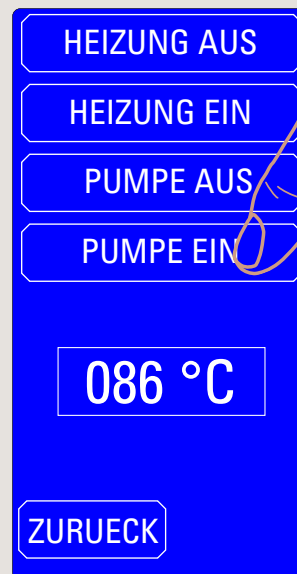 HEIZUNG AUS
HEIZUNG EIN
PUMPE AUS
PUMPE EIN
086 °C
ZURUECK